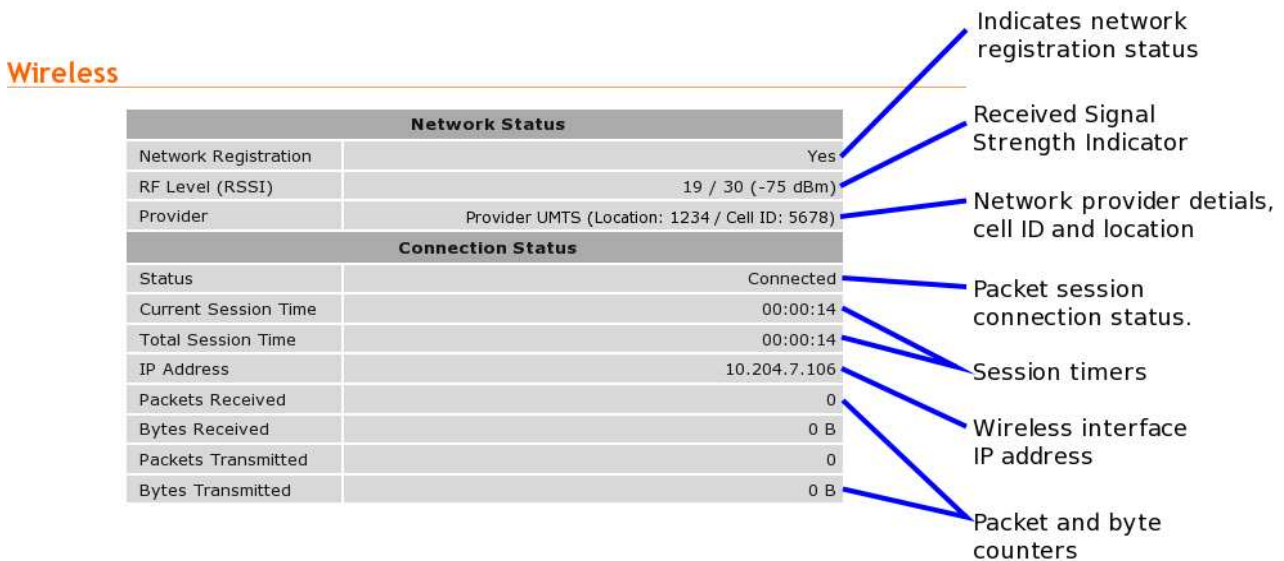 Wireless
Network Status
Network Registration Yes
RF Level (RSSI) 19 / 30 (-75 dBm)
Provider Provider UMTS (Location: 1234 / Cell ID: 5678)
Connection Status
Status Connected
Current Session Time 00:00:14
Total Session Time 00:00:14
IP Address 10.204.7.106
Packets Received 0
Bytes Received 0 B
Packets Transmitted 0
Bytes Transmitted 0 B
Indicates network
registration status
Received Signal
Strength Indicator
Network provider detials,
cell ID and location
Packet session
connection status.
Session timers
Wireless interface
IP address
Packet and byte
counters